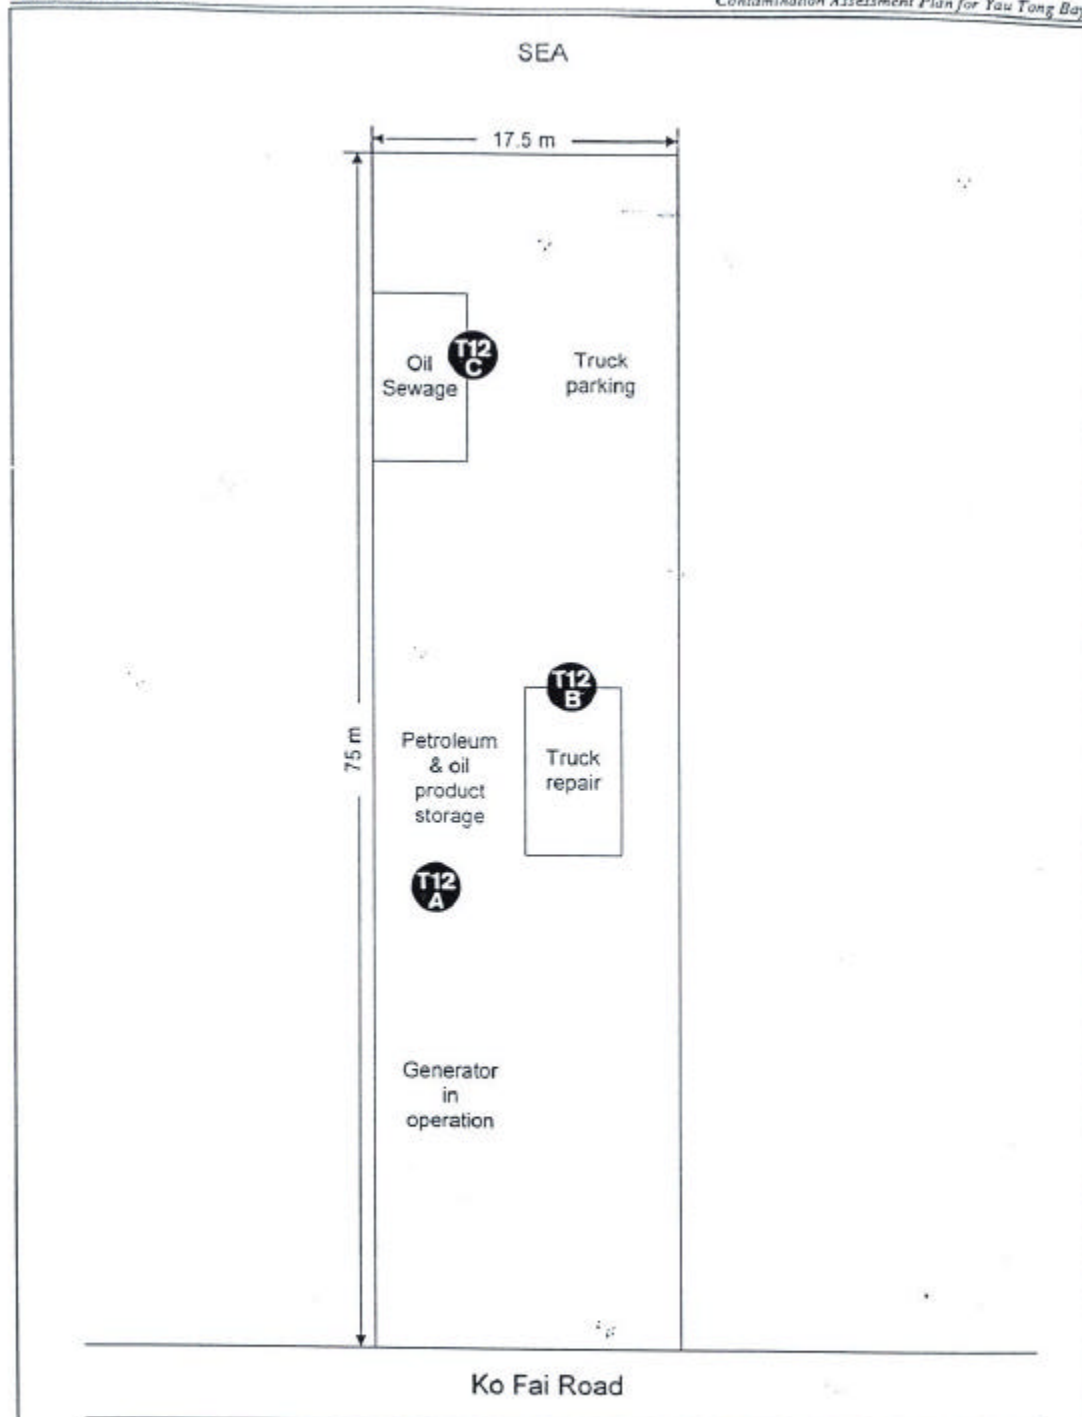 Contamination Assessment Plan for Yau Tong Bay
SEA
17.5 m
T12
C
Oil
Sewage
Truck
parking
T12
B
75 m
Petroleum
& oil
product
storage
Truck
repair
T12
A
Generator
in
operation
Ko Fai Road